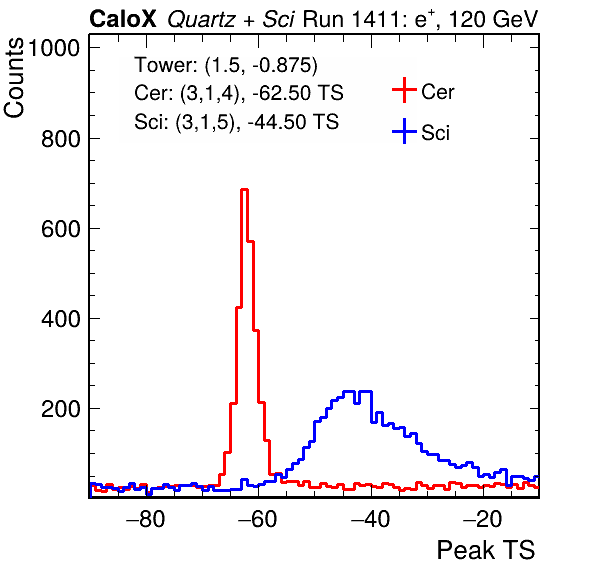 CaloX Quartz + Sci Run 1411: e+, 120 GeV
Counts
1000
800
600
400
200
Tower: (1.5, -0.875)
Cer: (3,1,4), -62.50 TS
Sci: (3,1,5), -44.50 TS
Cer
Sci
−80 −60 −40 −20
Peak TS